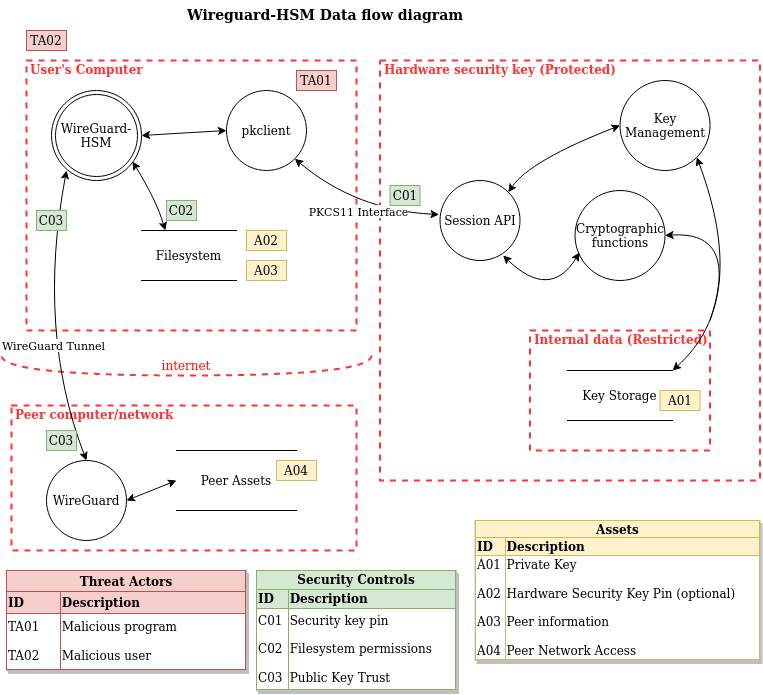 Wireguard-HSM Data flow diagram
TA02
User's Computer
TA01
WireGuard-
HSM
pkclient
C03
C02
Filesystem
A02
A03
Hardware security key (Protected)
Key
Management
C01
PKCS11 Interface
Session API
Cryptographic
functions
Internal data (Restricted)
Key Storage
A01
WireGuard Tunnel
internet
Peer computer/network
C03
WireGuard
Peer Assets
A04
Threat Actors
ID Description
TA01 Malicious program
TA02 Malicious user
Security Controls
ID Description
C01 Security key pin
C02 Filesystem permissions
C03 Public Key Trust
Assets
ID Description
A01 Private Key
A02 Hardware Security Key Pin (optional)
A03 Peer information
A04 Peer Network Access